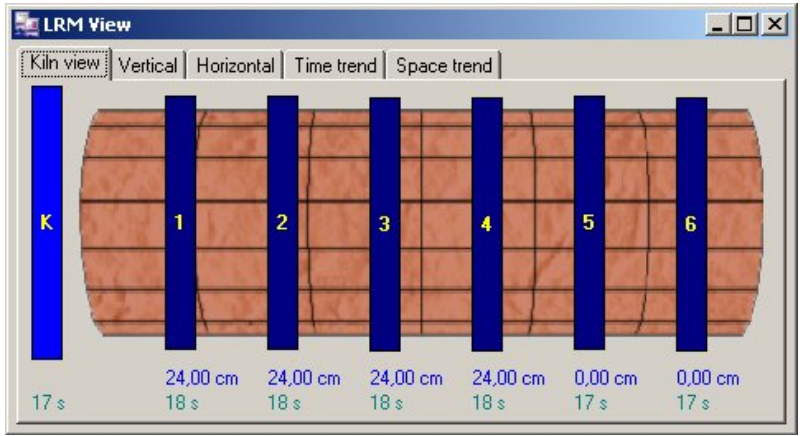 LRM View
Kiln view Vertical Horizontal Time trend Space trend
K 1 2 3 4 5 6
24,00 cm 24,00 cm 24,00 cm 24,00 cm 0,00 cm 0,00 cm
17 s 18 s 18 s 18 s 18 s 17 s 17 s